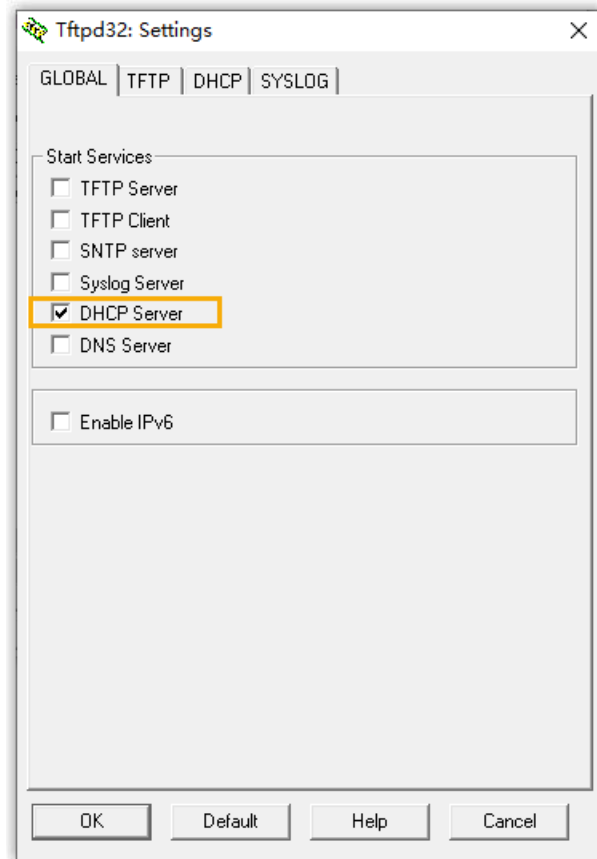 Tftpd32: Settings
GLOBAL TFTP DHCP SYSLOG
Start Services
TFTP Server
TFTP Client
SNTP server
Syslog Server
DHCP Server
DNS Server
Enable IPv6
OK Default Help Cancel